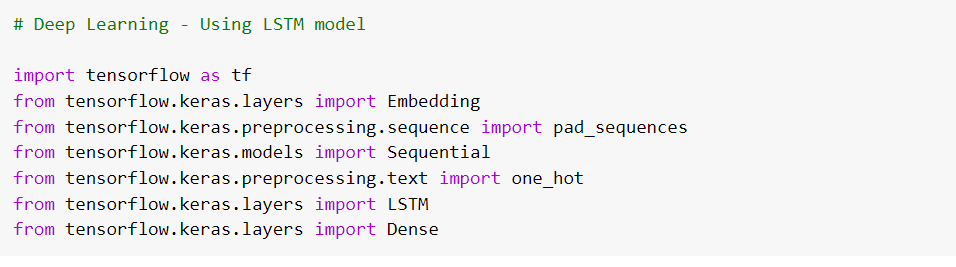 # Deep Learning - Using LSTM model
import tensorflow as tf
from tensorflow.keras.layers import Embedding
from tensorflow.keras.preprocessing.sequence import pad_sequences
from tensorflow.keras.models import Sequential
from tensorflow.keras.preprocessing.text import one_hot
from tensorflow.keras.layers import LSTM
from tensorflow.keras.layers import Dense